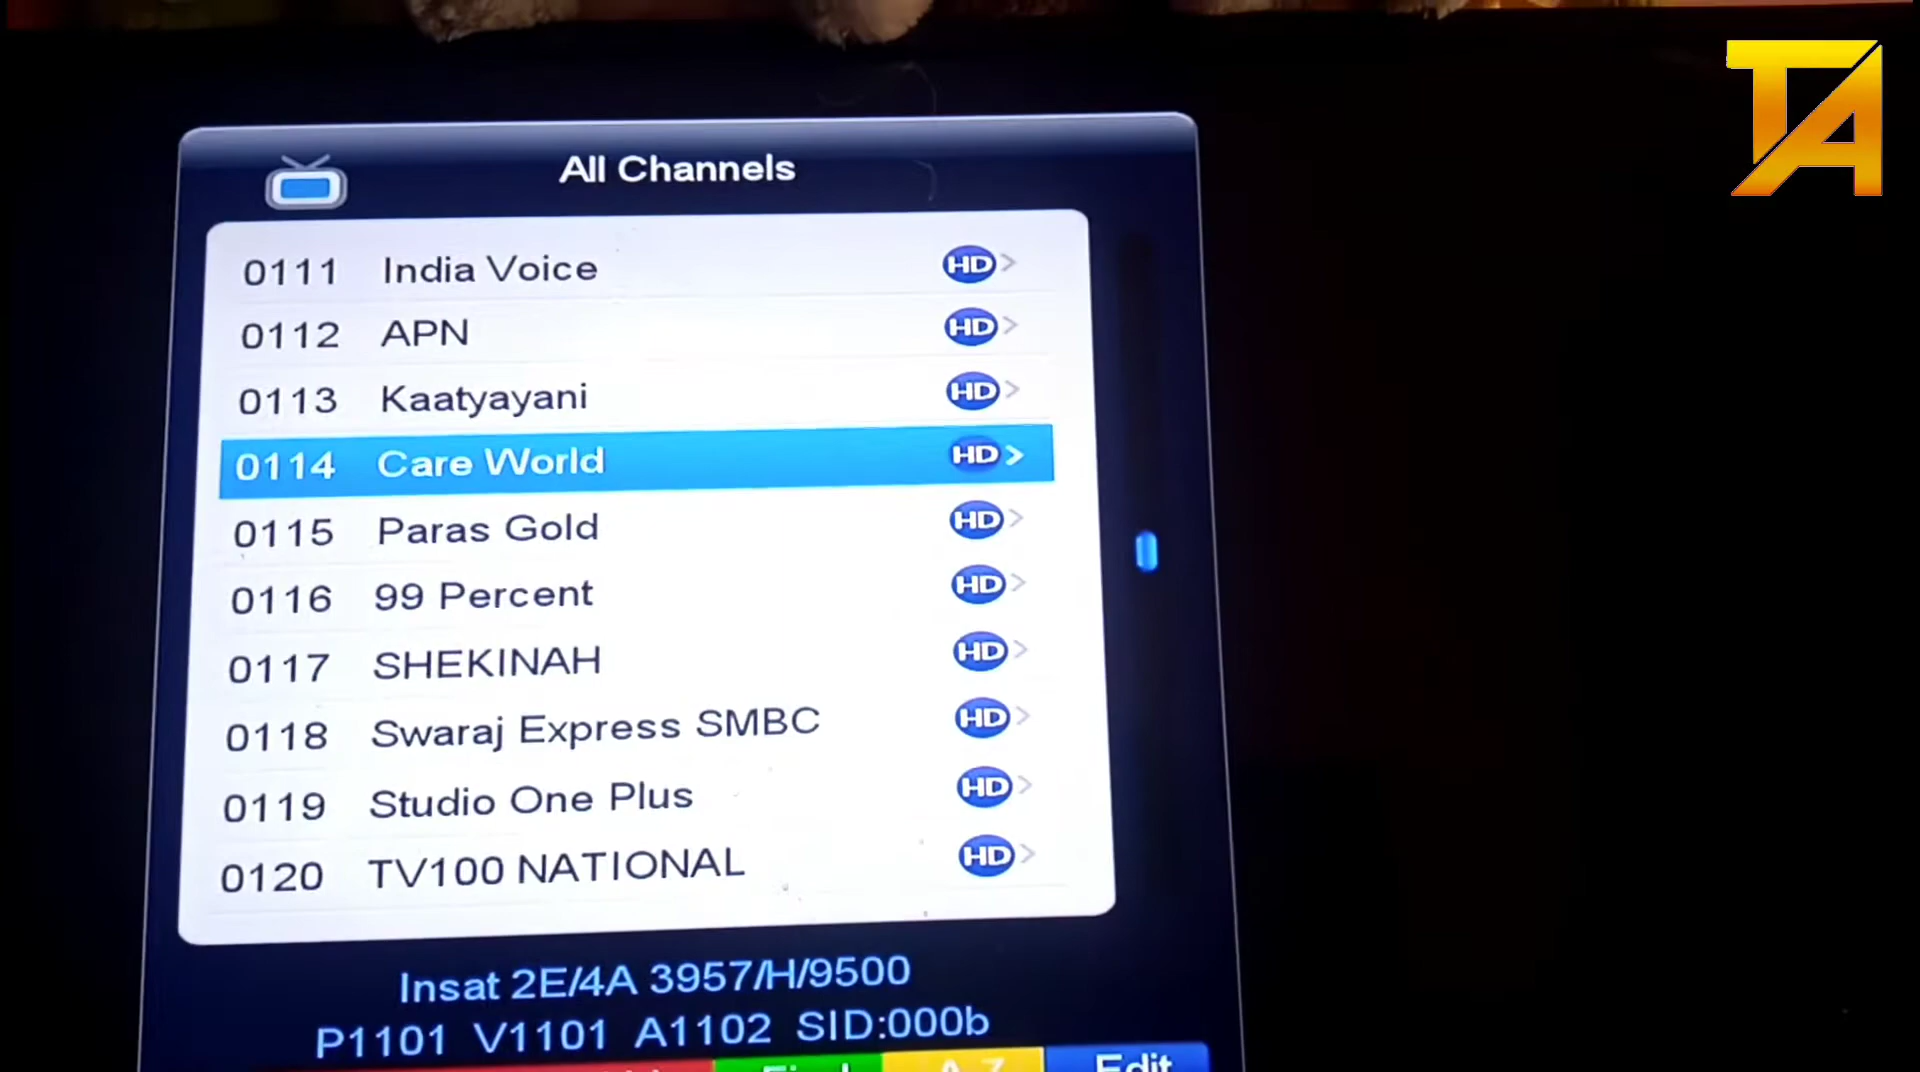 TA
All Channels
0111 India Voice HD >
0112 APN HD >
0113 Kaatyayani HD >
0114 Care World HD >
0115 Paras Gold HD >
0116 99 Percent HD >
0117 SHEKINAH HD >
0118 Swaraj Express SMBC HD >
0119 Studio One Plus HD >
0120 TV100 NATIONAL HD >
Insat 2E/4A 3957/H/9500
P1101 V1101 A1102 SID:000b
Find A-Z Edit